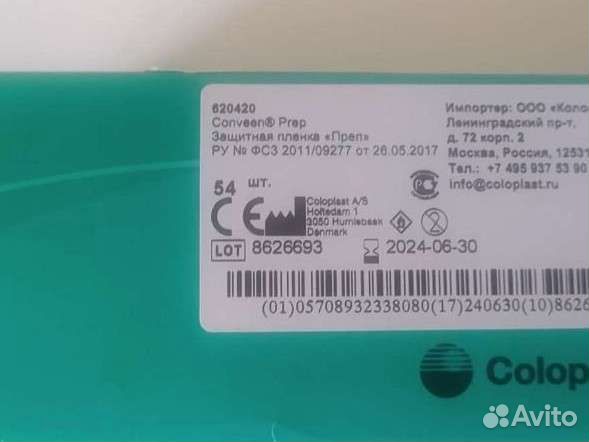 620420
Conveen® Prep
Защитная пленка «Преп»
РУ № ФСЗ 2011/09277 от 26.05.2017
Импортер: ООО «Коло
Ленинградский пр-т,
д. 72 корп. 2
Москва, Россия, 12531
Тел.: +7 495 937 53 90
info@coloplast.ru
54 шт.
CE
Coloplast A/S
Holtedam 1
3050 Humlebaek
Denmark
LOT 8626693
2024-06-30
(01)05708932338080(17)240630(10)8626
Colop
Avito